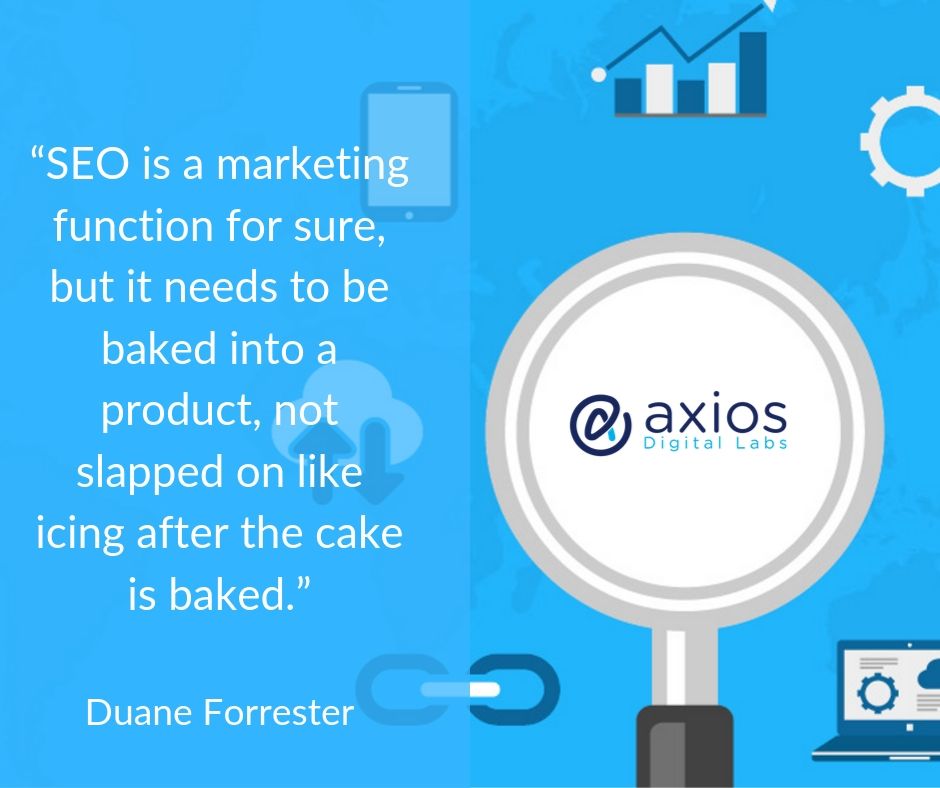 “SEO is a marketing
function for sure,
but it needs to be
baked into a
product, not
slapped on like
icing after the cake
is baked.”
Duane Forrester
axios
Digital Labs